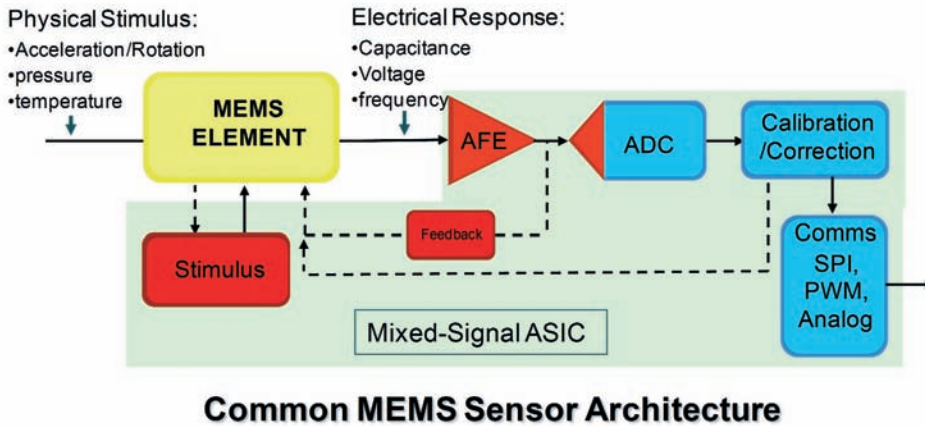 Physical Stimulus:
•Acceleration/Rotation
•pressure
•temperature
Electrical Response:
•Capacitance
•Voltage
•frequency
MEMS
ELEMENT
AFE
ADC
Calibration
/Correction
Feedback
Stimulus
Comms
SPI,
PWM,
Analog
Mixed-Signal ASIC
Common MEMS Sensor Architecture